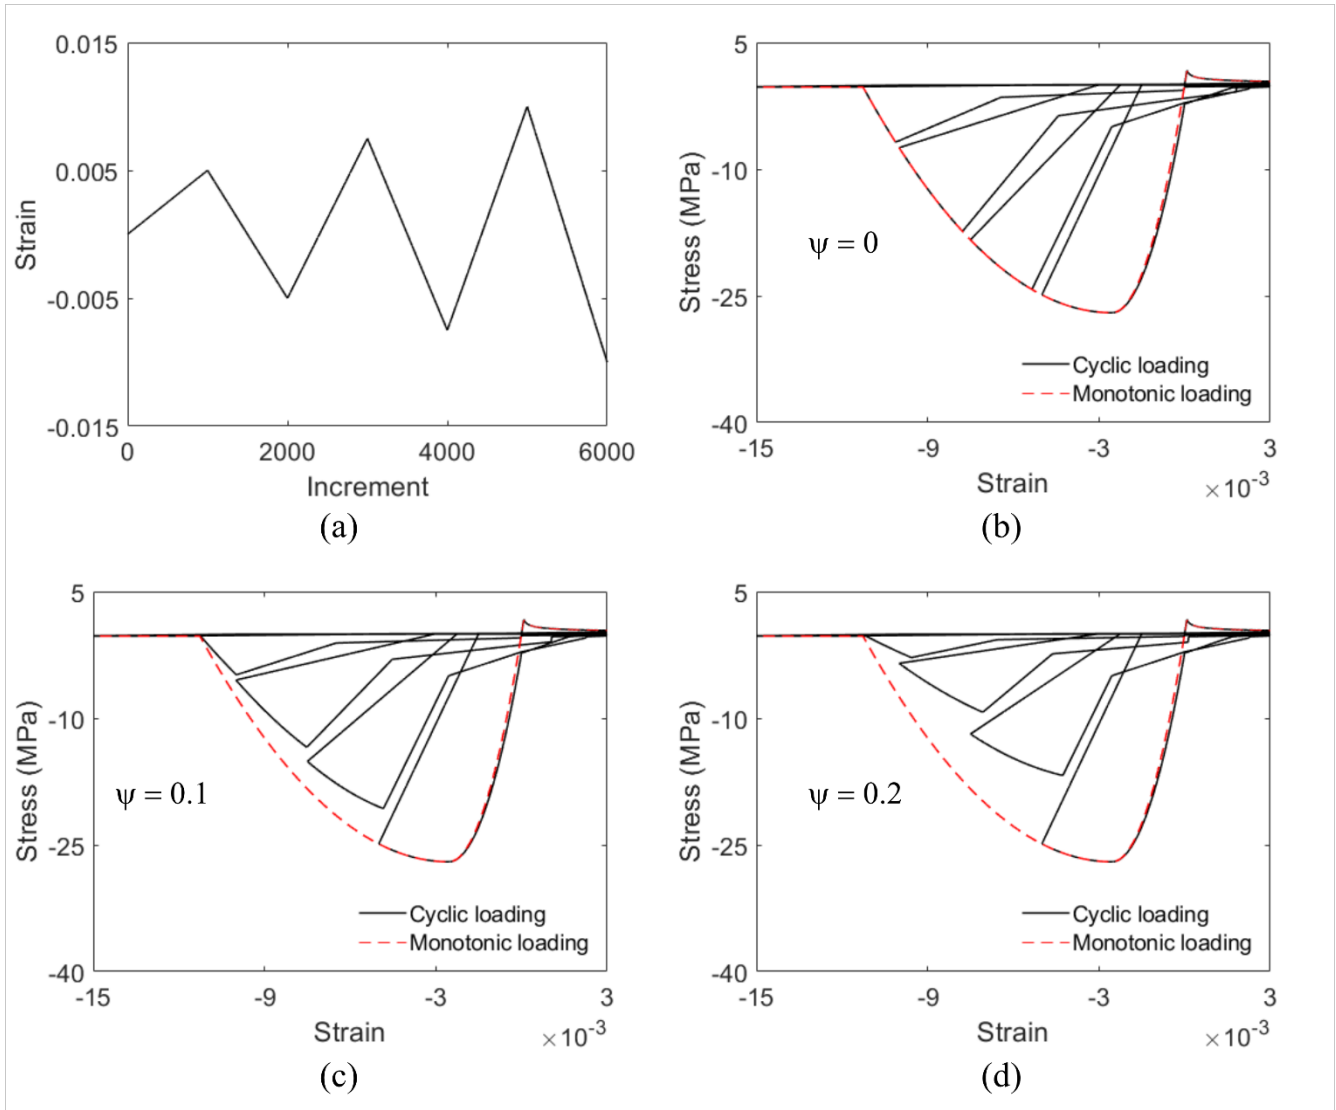 0.015
0.005
-0.005
-0.015
Strain
0
2000
4000
6000
Increment
(a)
5
-10
-25
-40
Stress (MPa)
ψ = 0
Cyclic loading
Monotonic loading
-15
-9
-3
3
Strain
×10⁻³
(b)
5
-10
-25
-40
Stress (MPa)
ψ = 0.1
Cyclic loading
Monotonic loading
-15
-9
-3
3
Strain
×10⁻³
(c)
5
-10
-25
-40
Stress (MPa)
ψ = 0.2
Cyclic loading
Monotonic loading
-15
-9
-3
3
Strain
×10⁻³
(d)